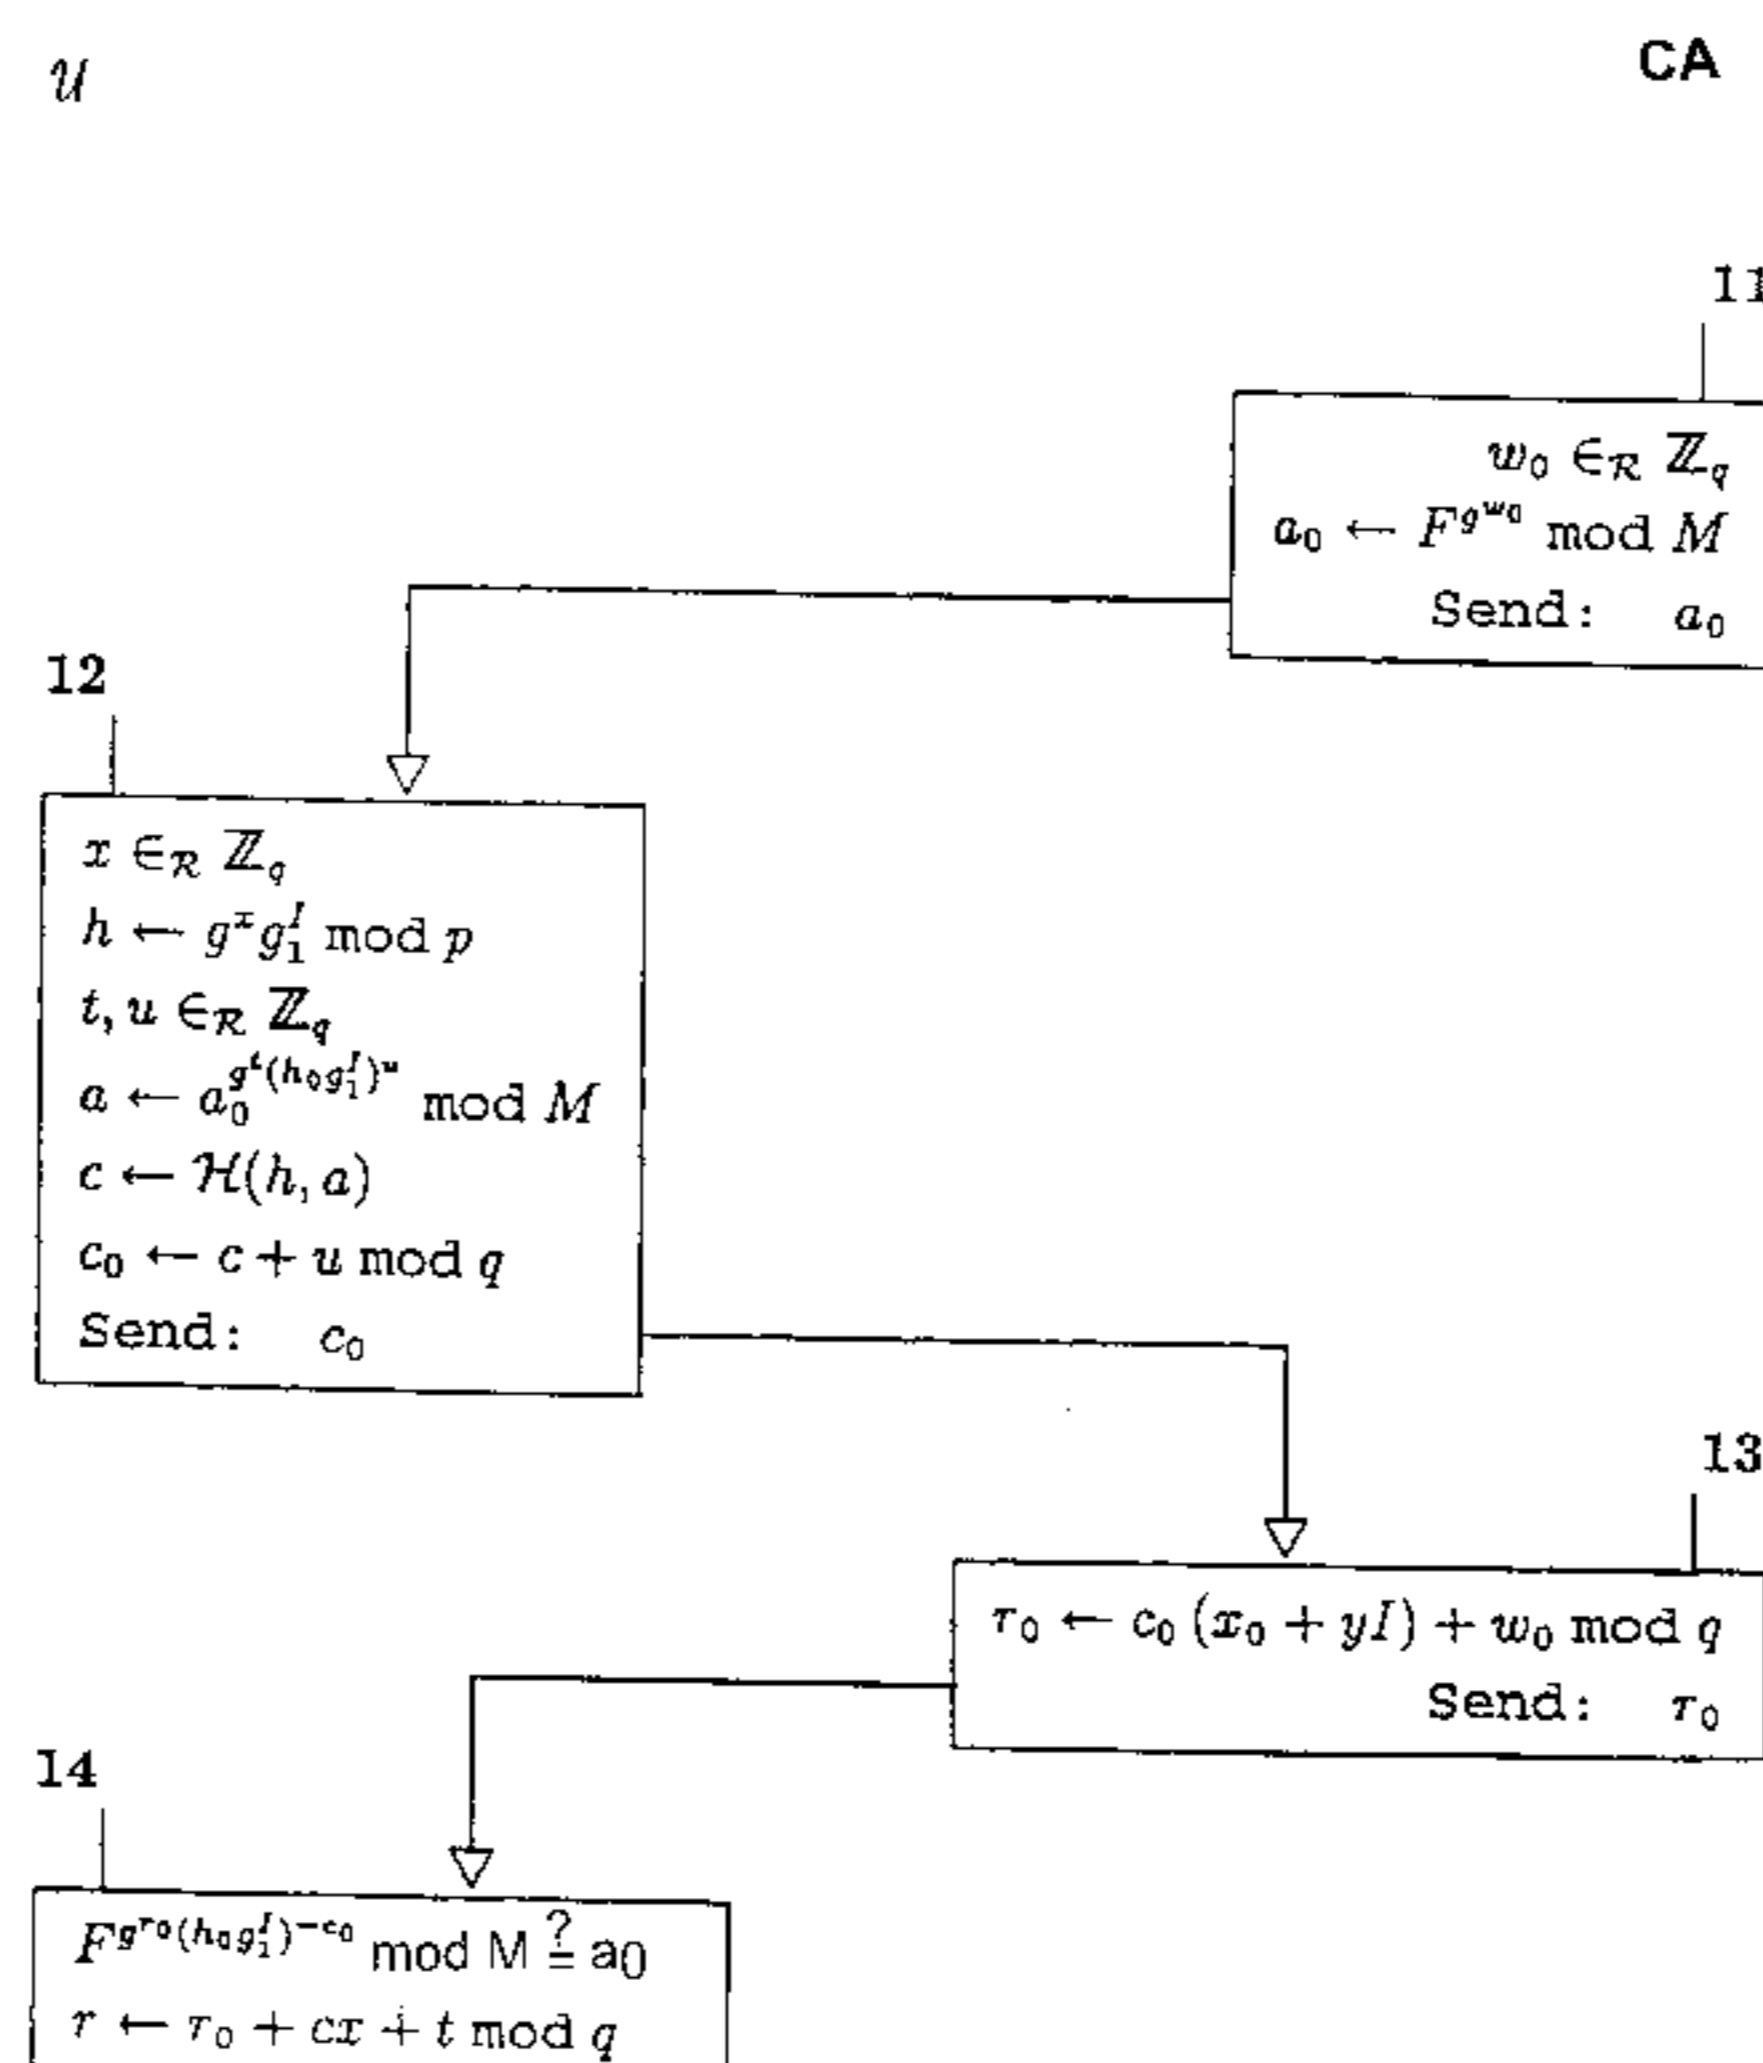 𝒰
CA
11
w₀ ∈_ℛ ℤ_q
a₀ ← F^{g^{w₀}} mod M
Send: a₀
12
x ∈_ℛ ℤ_q
h ← g^x g₁^I mod p
t, u ∈_ℛ ℤ_q
a ← a₀^{g^t(h₀g₁^I)^u} mod M
c ← ℋ(h, a)
c₀ ← c + u mod q
Send: c₀
13
r₀ ← c₀ (x₀ + yI) + w₀ mod q
Send: r₀
14
F^{g^{r₀}(h₀g₁^I)^{-c₀}} mod M ≟ a₀
r ← r₀ + cx + t mod q